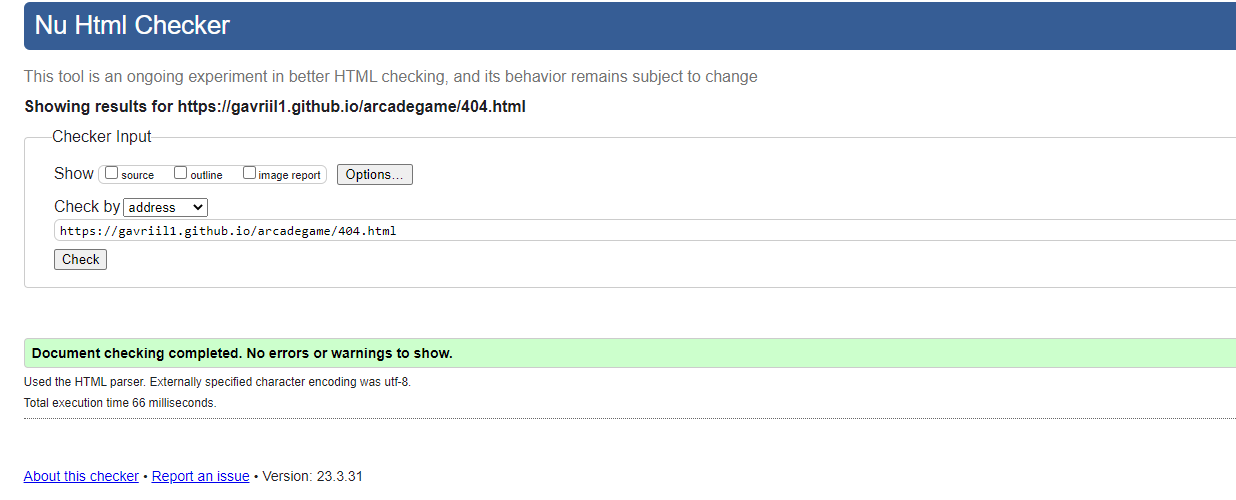 Nu Html Checker
This tool is an ongoing experiment in better HTML checking, and its behavior remains subject to change
Showing results for https://gavriil1.github.io/arcadegame/404.html
Checker Input
Show source outline image report Options...
Check by address
https://gavriil1.github.io/arcadegame/404.html
Check
Document checking completed. No errors or warnings to show.
Used the HTML parser. Externally specified character encoding was utf-8.
Total execution time 66 milliseconds.
About this checker • Report an issue • Version: 23.3.31